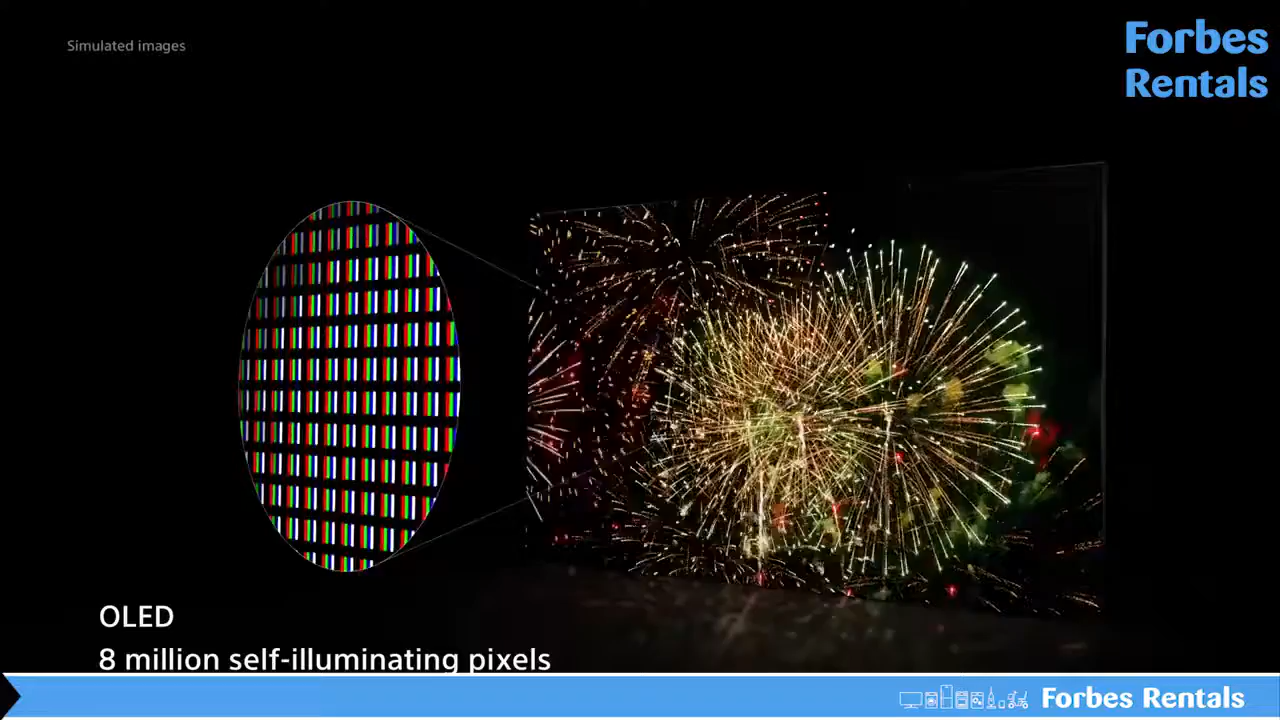 Simulated images
Forbes
Rentals
OLED
8 million self-illuminating pixels
Forbes Rentals